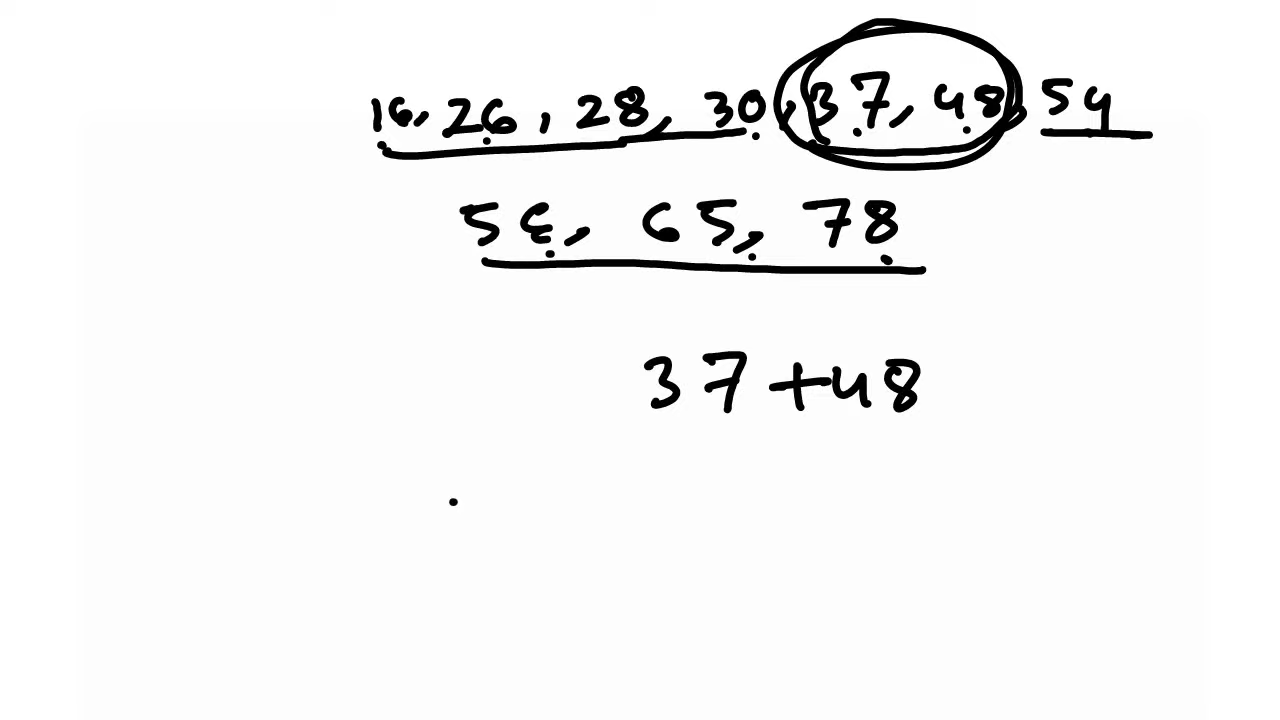 16, 26, 28, 30, 37, 48, 54
56, 65, 78
37+48